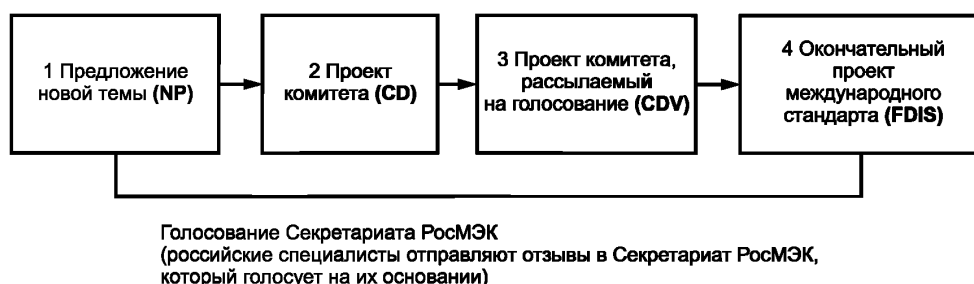 1 Предложение
новой темы (NP)
2 Проект
комитета (CD)
3 Проект комитета,
рассылаемый
на голосование (CDV)
4 Окончательный
проект
международного
стандарта (FDIS)
Голосование Секретариата РосМЭК
(российские специалисты отправляют отзывы в Секретариат РосМЭК,
который голосует на их основании)